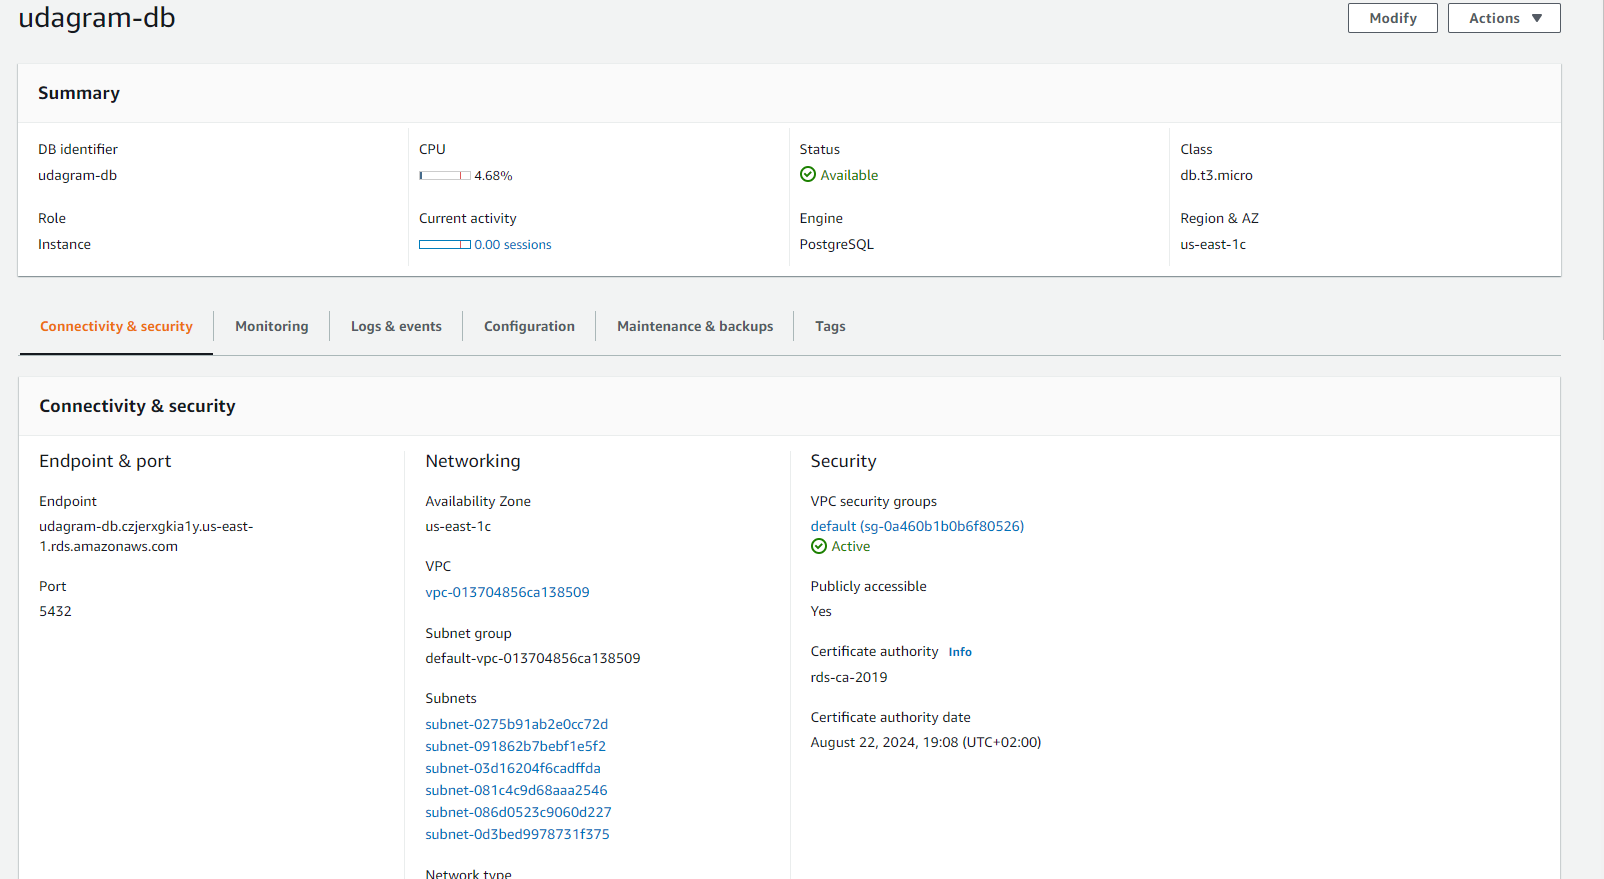 udagram-db
Modify
Actions
Summary
DB identifier
udagram-db
CPU
4.68%
Status
Available
Class
db.t3.micro
Role
Instance
Current activity
0.00 sessions
Engine
PostgreSQL
Region & AZ
us-east-1c
Connectivity & security
Monitoring
Logs & events
Configuration
Maintenance & backups
Tags
Connectivity & security
Endpoint & port
Endpoint
udagram-db.czjerxgkia1y.us-east-
1.rds.amazonaws.com
Port
5432
Networking
Availability Zone
us-east-1c
VPC
vpc-013704856ca138509
Subnet group
default-vpc-013704856ca138509
Subnets
subnet-0275b91ab2e0cc72d
subnet-091862b7bebf1e5f2
subnet-03d16204f6cadffda
subnet-081c4c9d68aaa2546
subnet-086d0523c9060d227
subnet-0d3bed9978731f375
Network type
Security
VPC security groups
default (sg-0a460b1b0b6f80526)
Active
Publicly accessible
Yes
Certificate authority Info
rds-ca-2019
Certificate authority date
August 22, 2024, 19:08 (UTC+02:00)